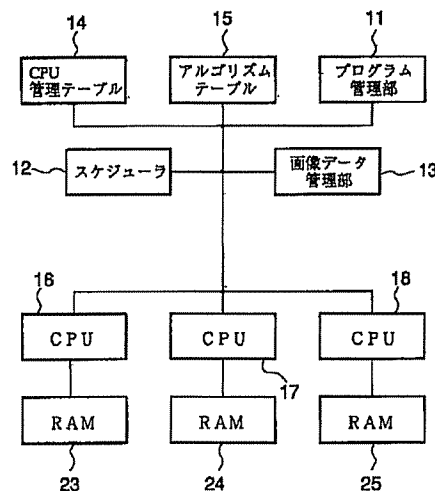 14
15
11
CPU
管理テーブル
アルゴリズム
テーブル
プログラム
管理部
12
スケジューラ
画像データ
管理部
13
16
18
CPU
CPU
CPU
17
RAM
RAM
RAM
23
24
25